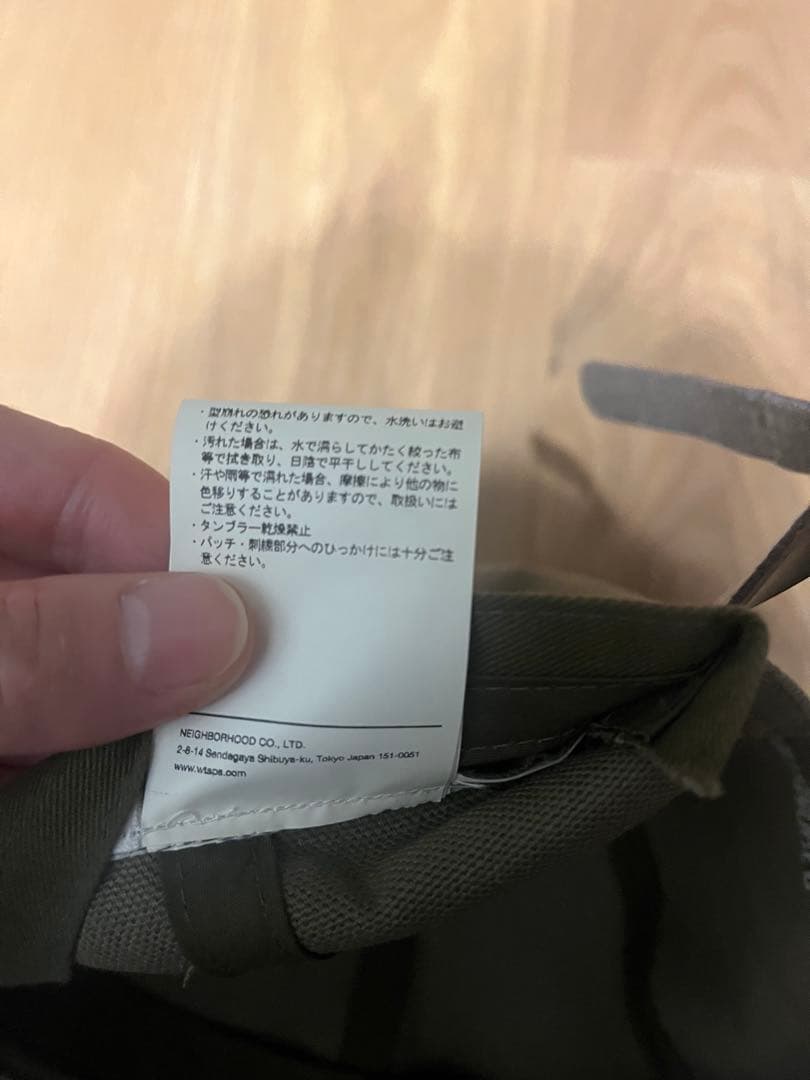 ・型崩れの恐れがありますので、水洗いはお避
けください。
・汚れた場合は、水で濡らしてかたく絞った布
等で拭き取り、日陰で平干ししてください。
・汗や雨等で濡れた場合、摩擦により他の物に
色移りすることがありますので、取扱いには
ご注意ください。
・タンブラー乾燥禁止
・パッチ・刺繍部分へのひっかけには十分ご注
意ください。
NEIGHBORHOOD CO., LTD.
2-8-14 Sendagaya Shibuya-ku, Tokyo Japan 151-0051
www.wtaps.com